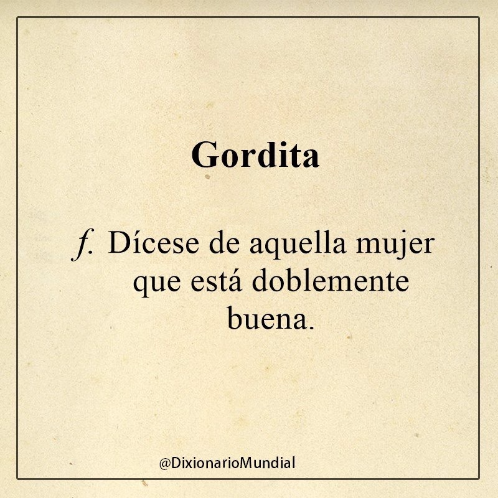 Gordita
f. Dícese de aquella mujer
que está doblemente
buena.
@DixionarioMundial